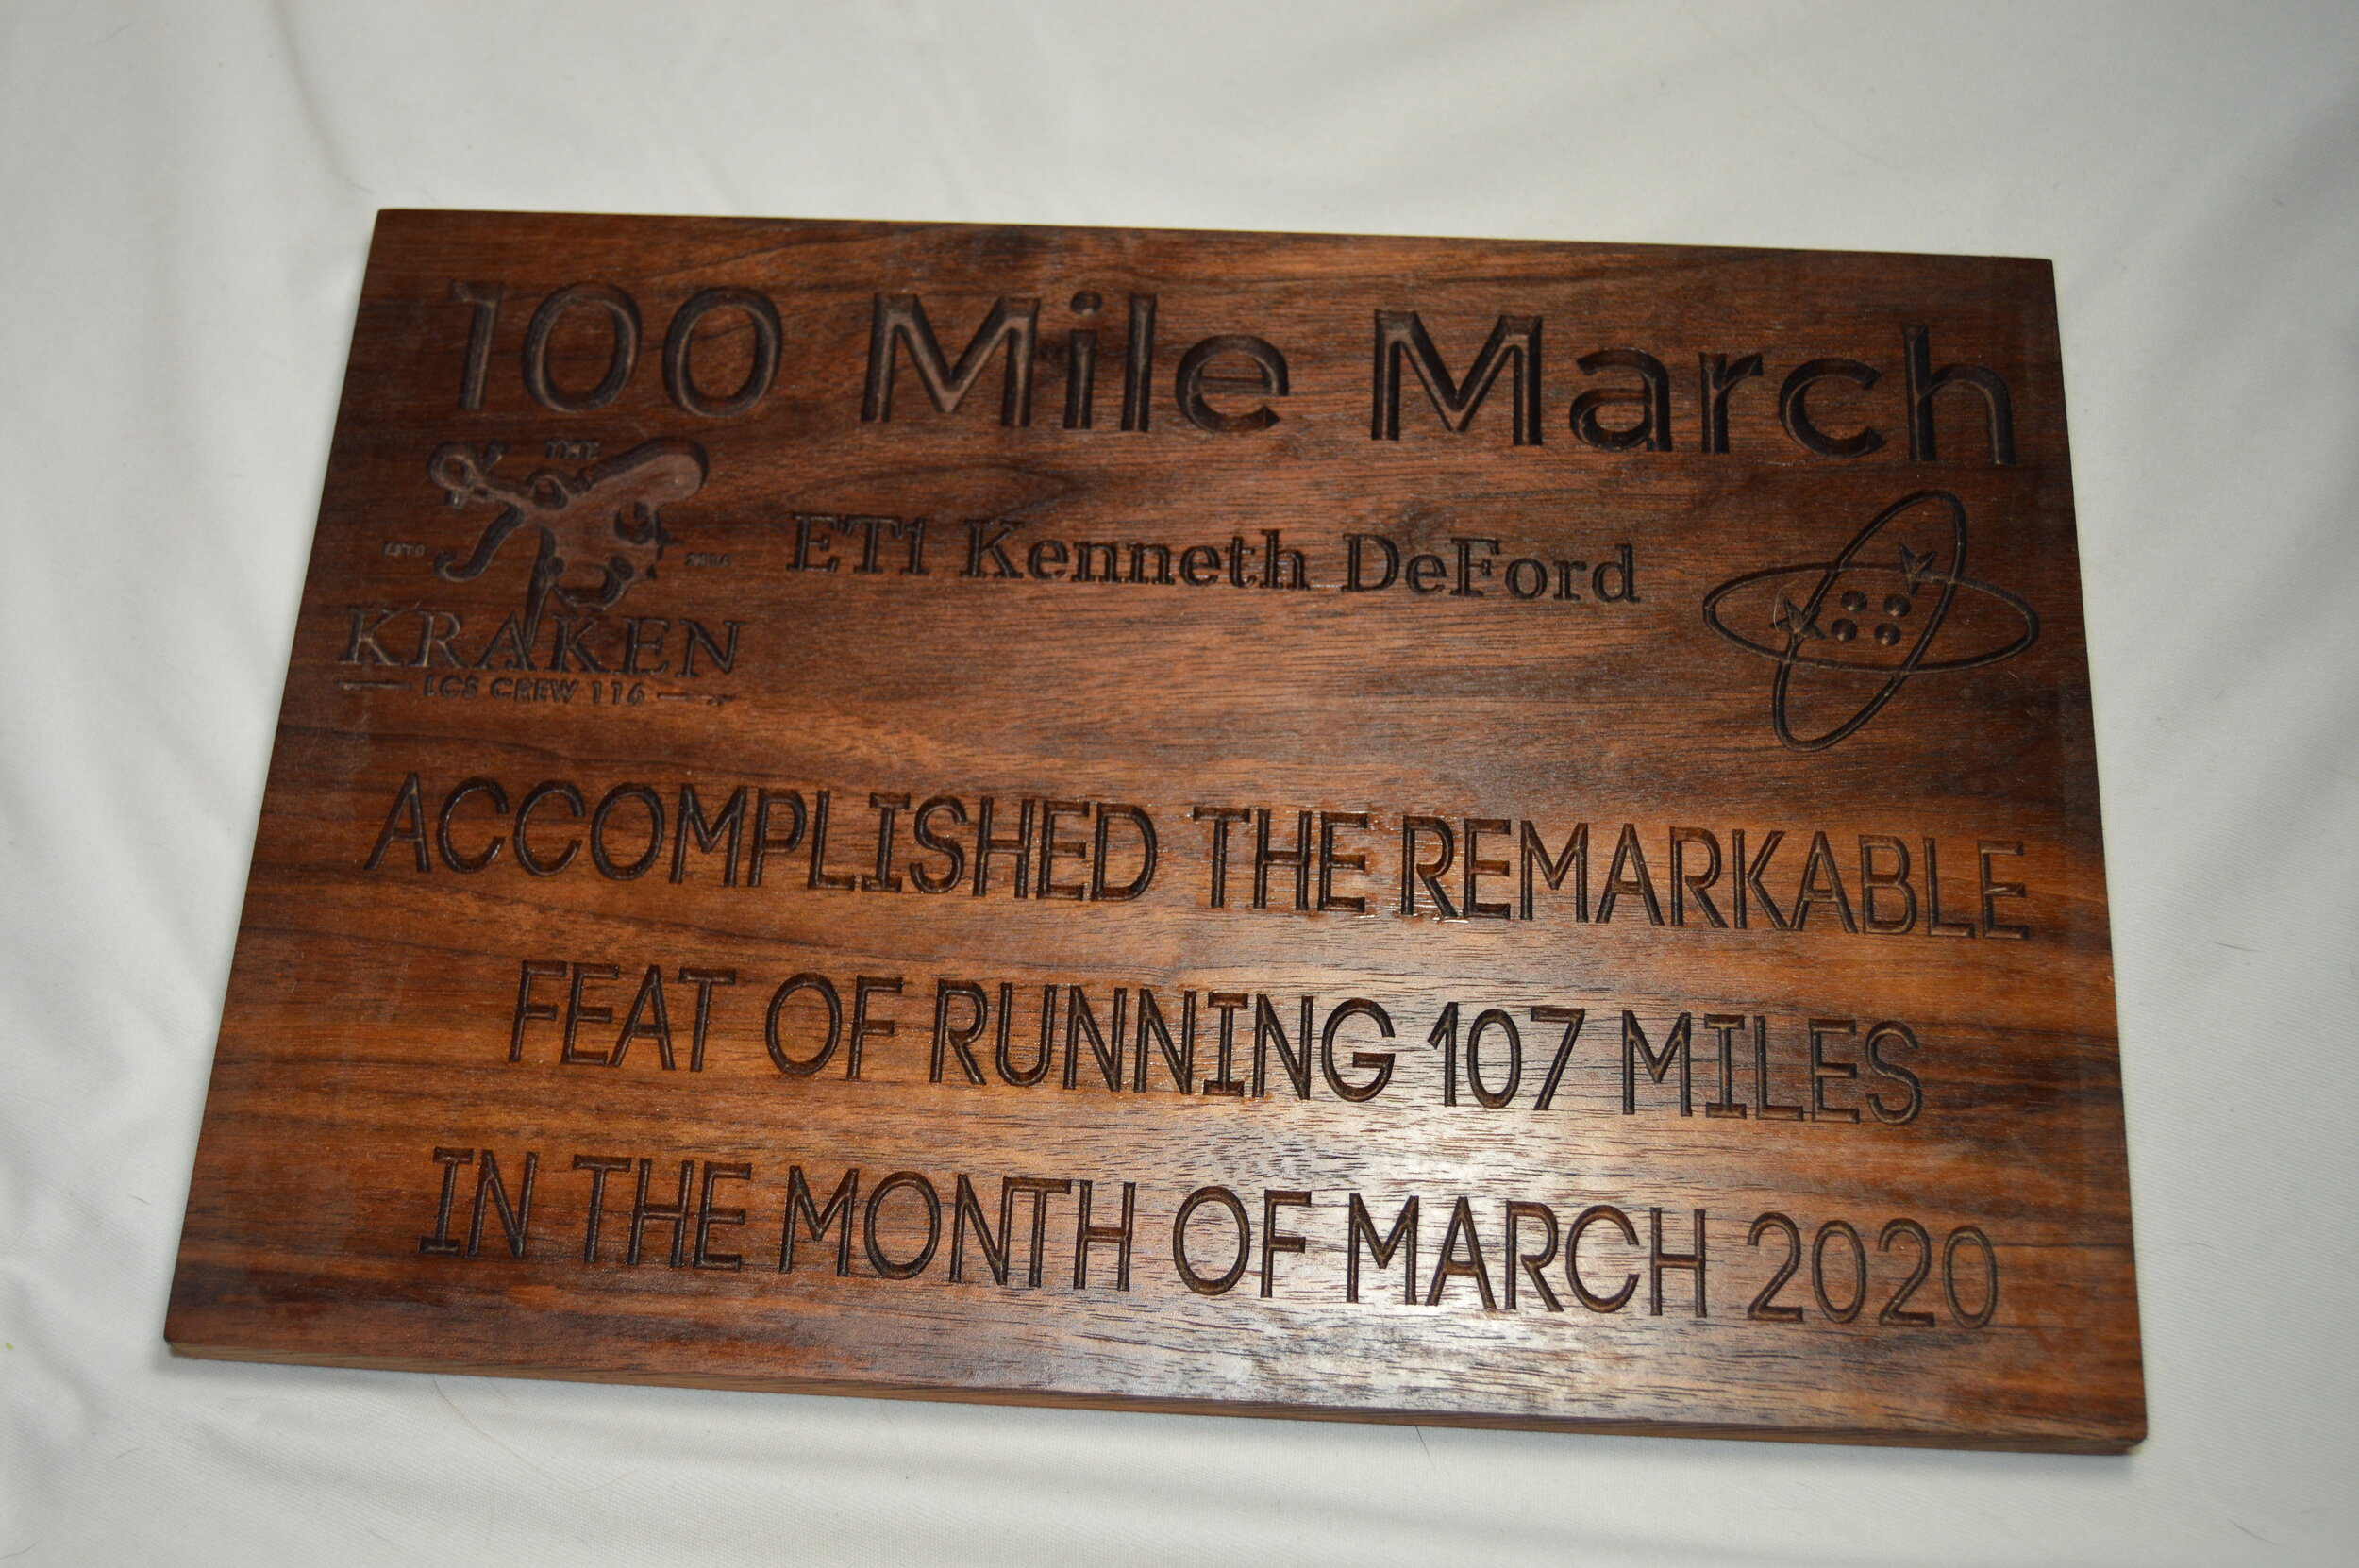 100 Mile March
THE
ESTD
KRAKEN
LCS CREW 116
ET1 Kenneth DeFord
ACCOMPLISHED THE REMARKABLE
FEAT OF RUNNING 107 MILES
IN THE MONTH OF MARCH 2020